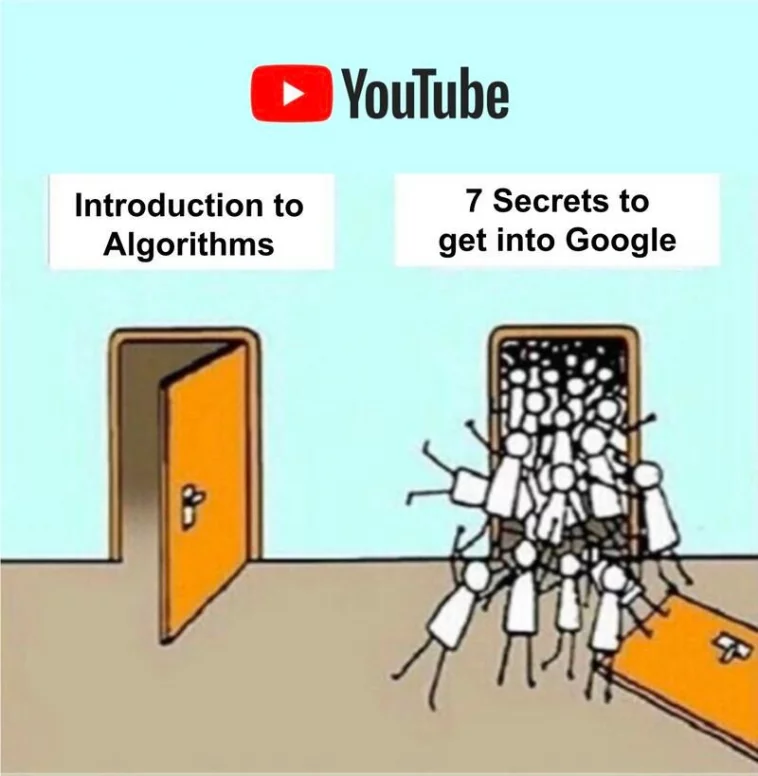 YouTube
Introduction to
Algorithms
7 Secrets to
get into Google